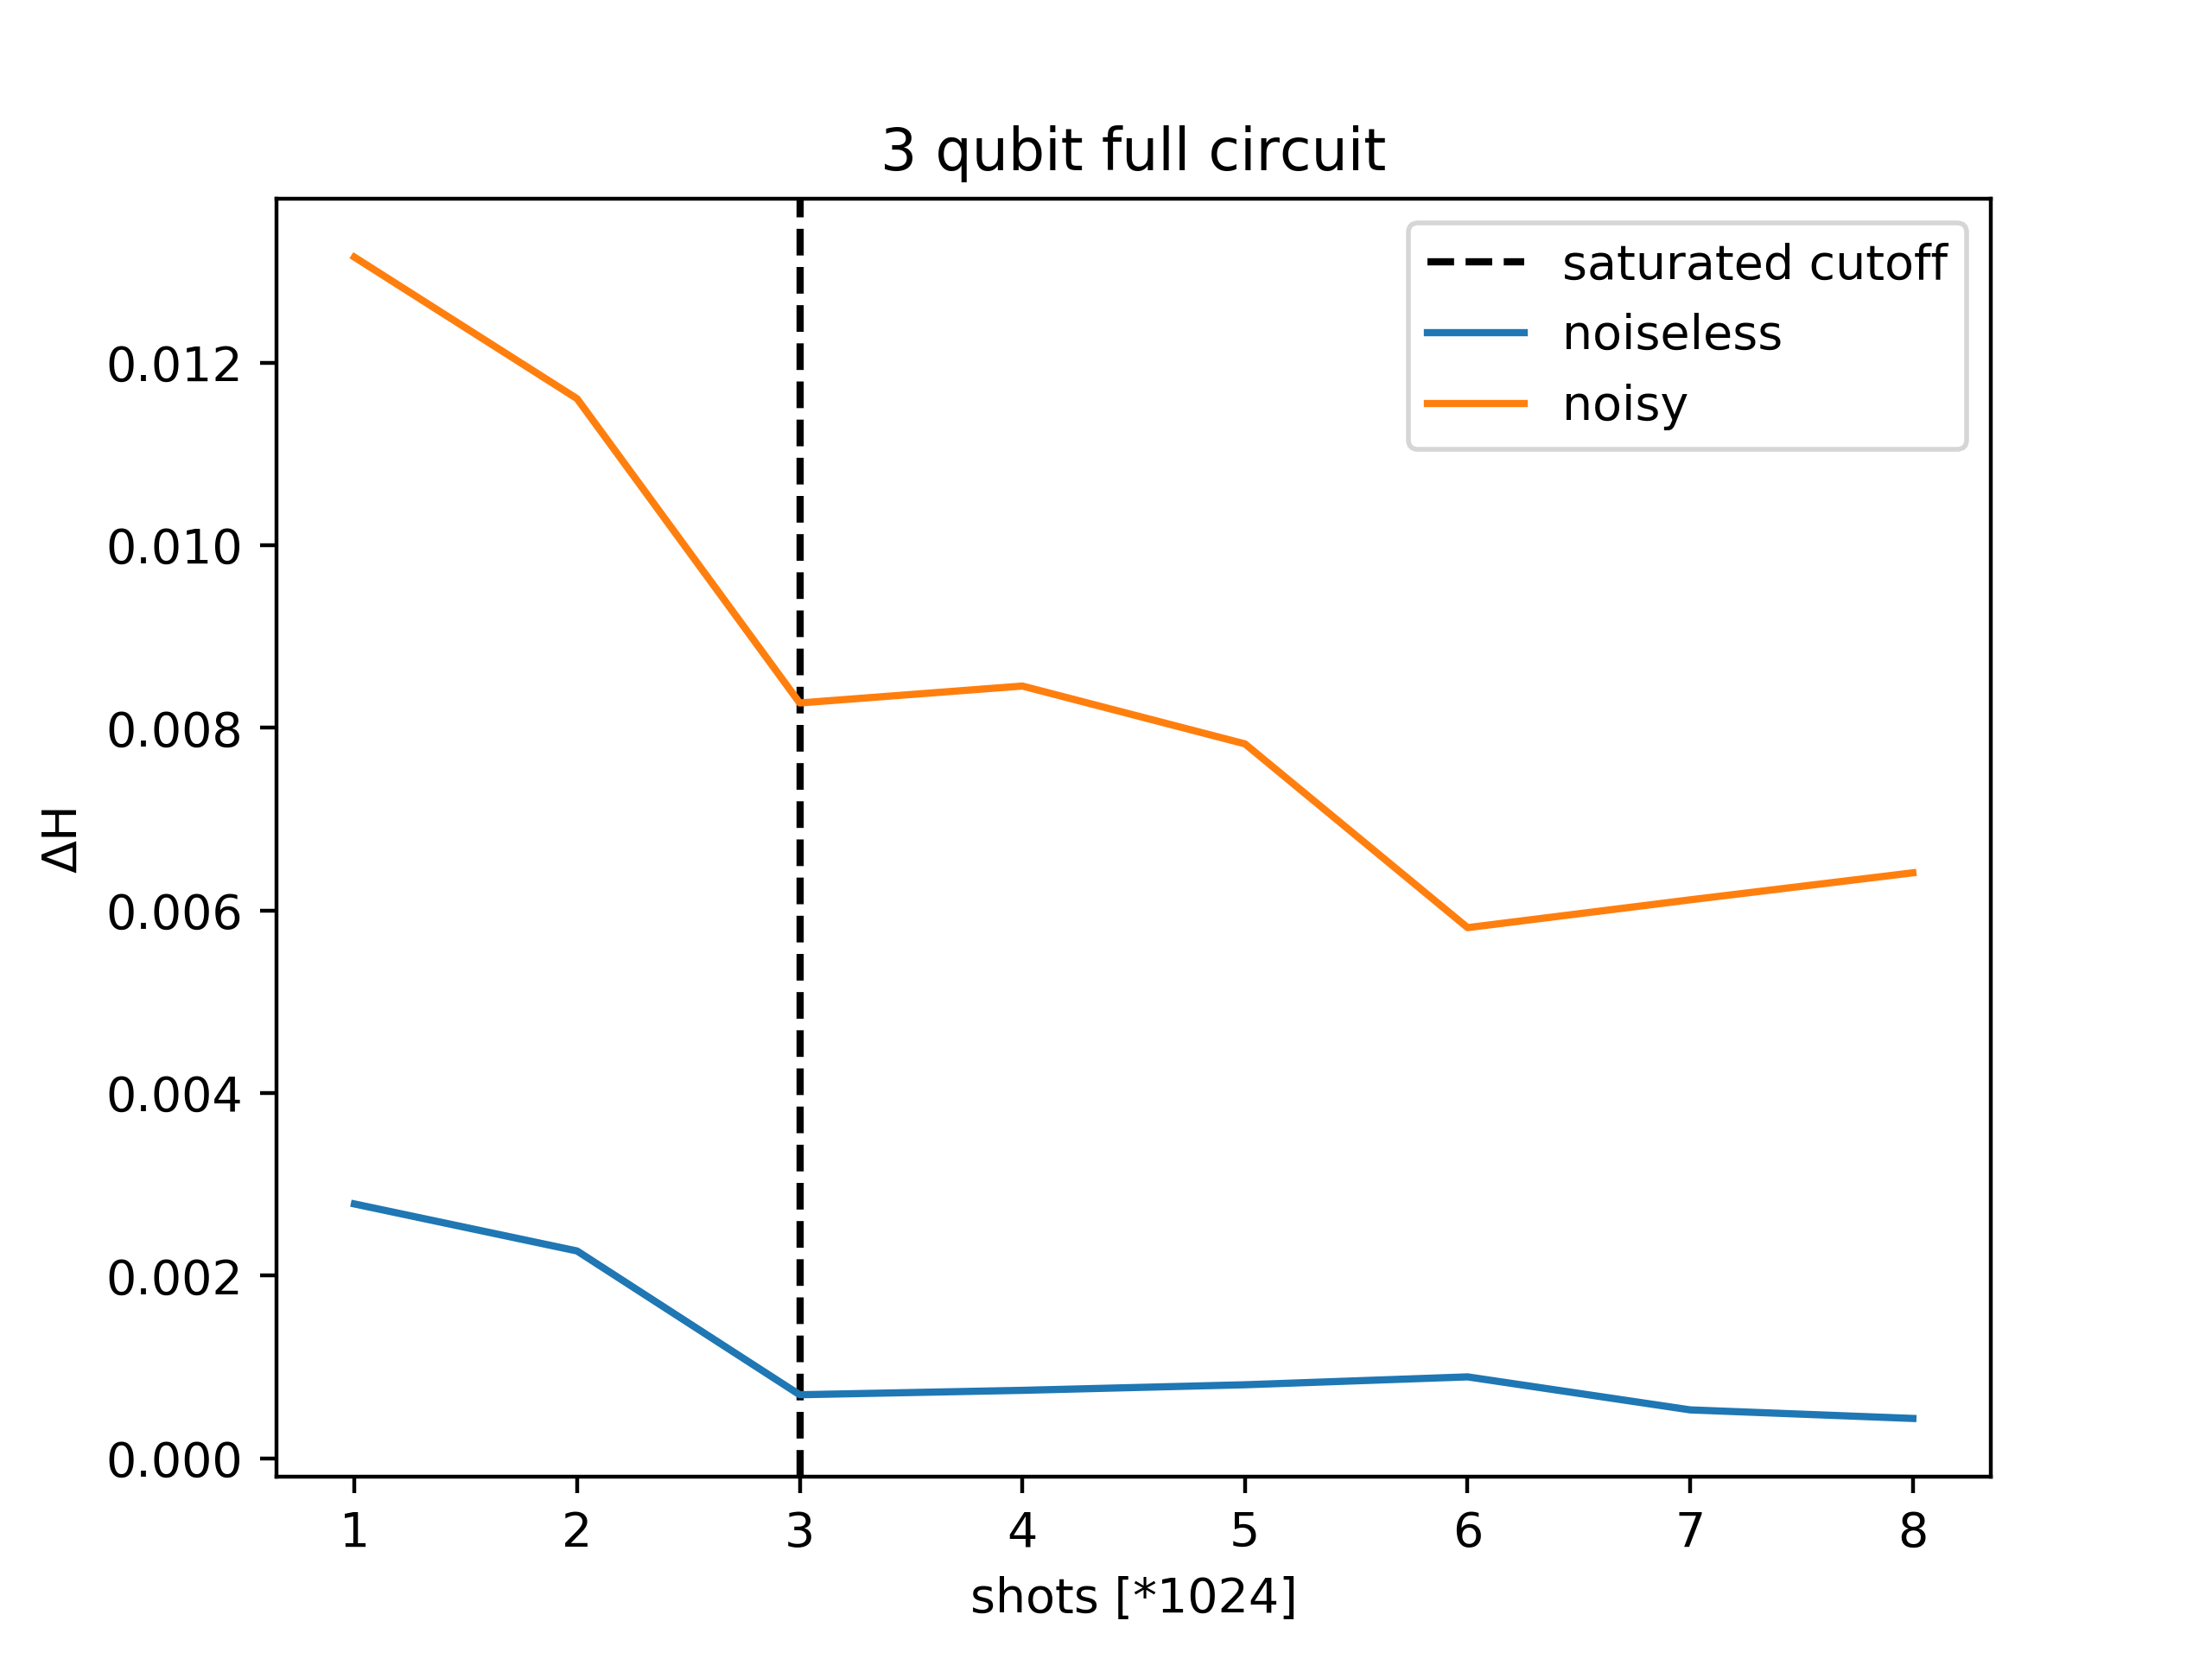 3 qubit full circuit
saturated cutoff
noiseless
noisy
0.012
0.010
0.008
0.006
0.004
0.002
0.000
ΔH
1 2 3 4 5 6 7 8
shots [*1024]